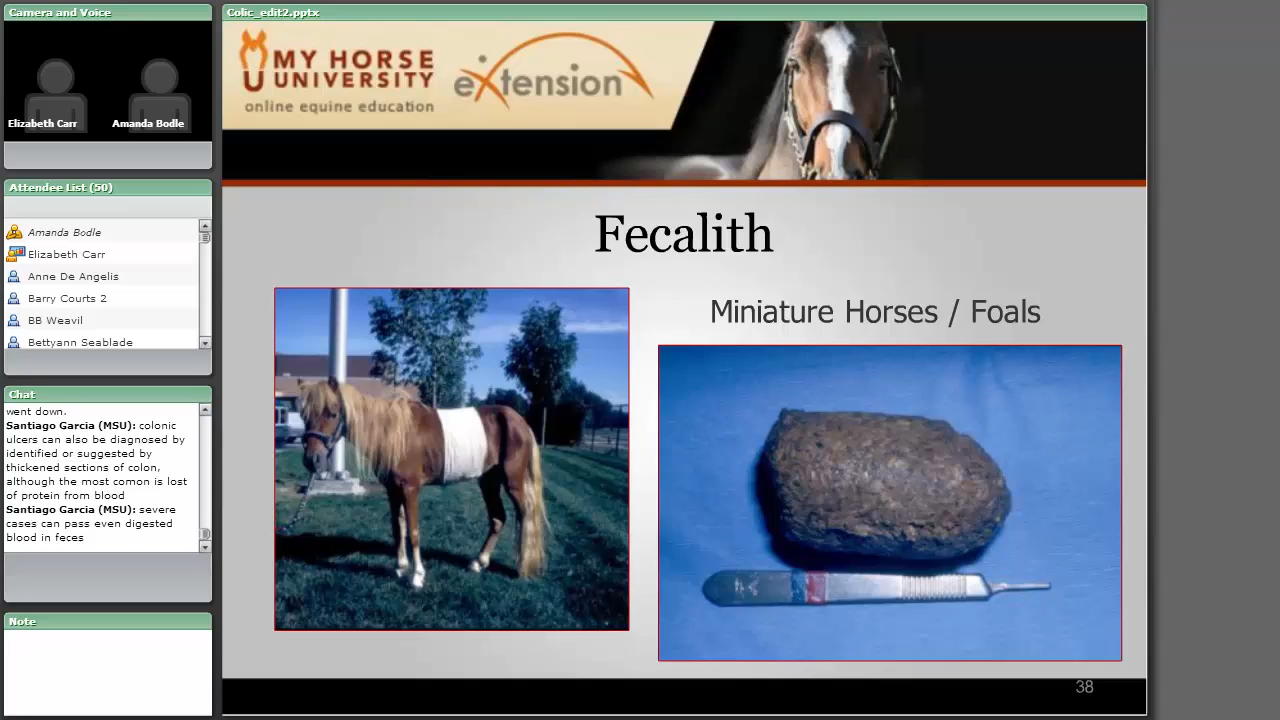 Camera and Voice
Elizabeth Carr
Amanda Bodle
Attendee List (50)
Amanda Bodle
Elizabeth Carr
Anne De Angelis
Barry Courts 2
BB Weavil
Bettyann Seablade
Chat
went down.
Santiago Garcia (MSU): colonic
ulcers can also be diagnosed by
identified or suggested by
thickened sections of colon,
although the most comon is lost
of protein from blood
Santiago Garcia (MSU): severe
cases can pass even digested
blood in feces
Note
Colic_edit2.pptx
MY HORSE
UNIVERSITY
online equine education
eXtension
Fecalith
Miniature Horses / Foals
38